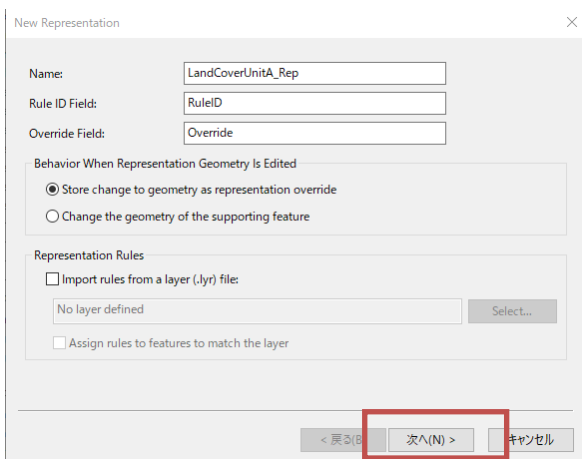 New Representation
Name: LandCoverUnitA_Rep
Rule ID Field: RuleID
Override Field: Override
Behavior When Representation Geometry Is Edited
Store change to geometry as representation override
Change the geometry of the supporting feature
Representation Rules
Import rules from a layer (.lyr) file:
No layer defined Select...
Assign rules to features to match the layer
< 戻る(B 次へ(N) > キャンセル